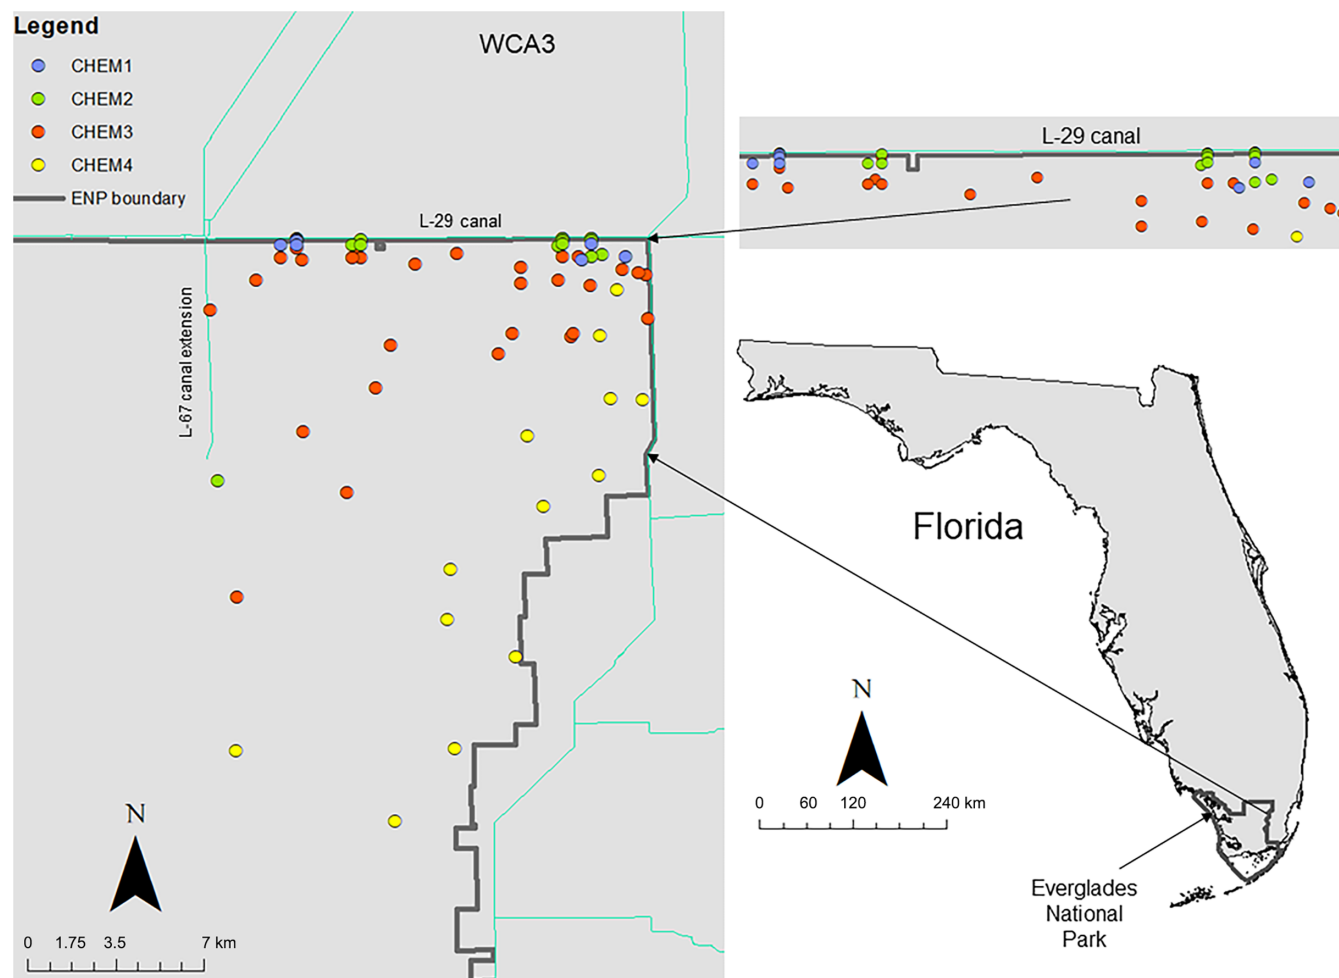 Legend
CHEM1
CHEM2
CHEM3
CHEM4
ENP boundary
WCA3
L-29 canal
L-67 canal extension
N
0 1.75 3.5 7 km
L-29 canal
Florida
N
0 60 120 240 km
Everglades
National
Park